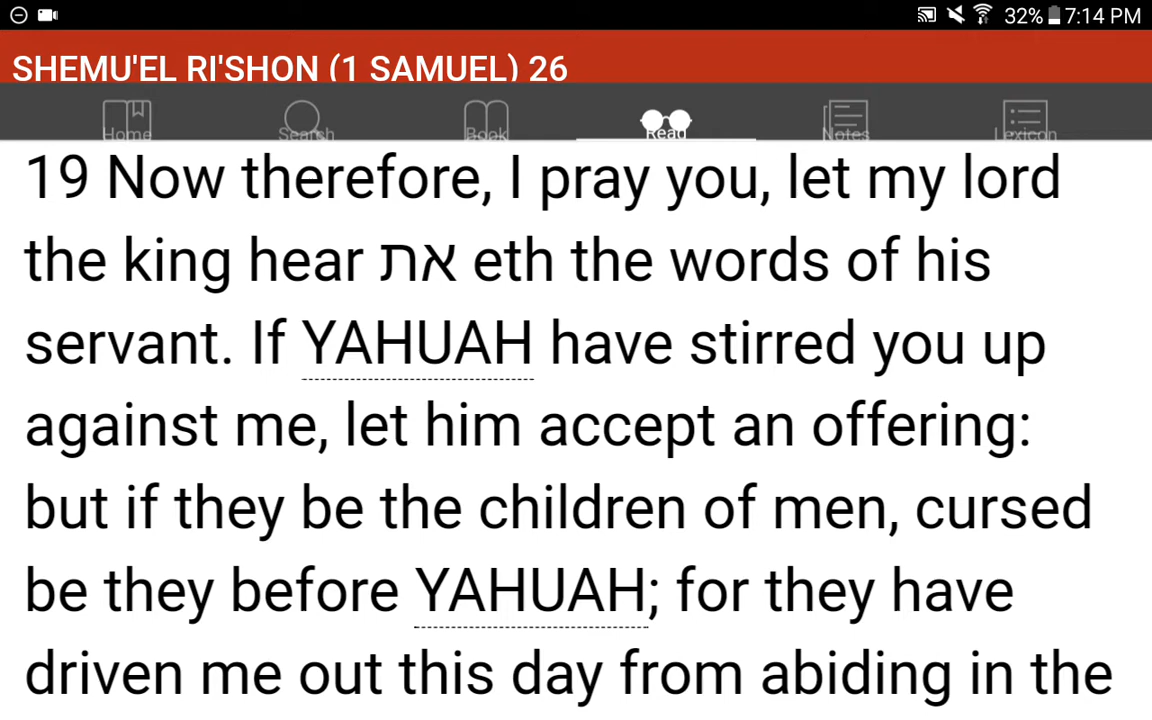 32% 7:14 PM
SHEMU'EL RI'SHON (1 SAMUEL) 26
Home Search Book Read Notes Lexicon
19 Now therefore, I pray you, let my lord
the king hear את eth the words of his
servant. If YAHUAH have stirred you up
against me, let him accept an offering:
but if they be the children of men, cursed
be they before YAHUAH; for they have
driven me out this day from abiding in the